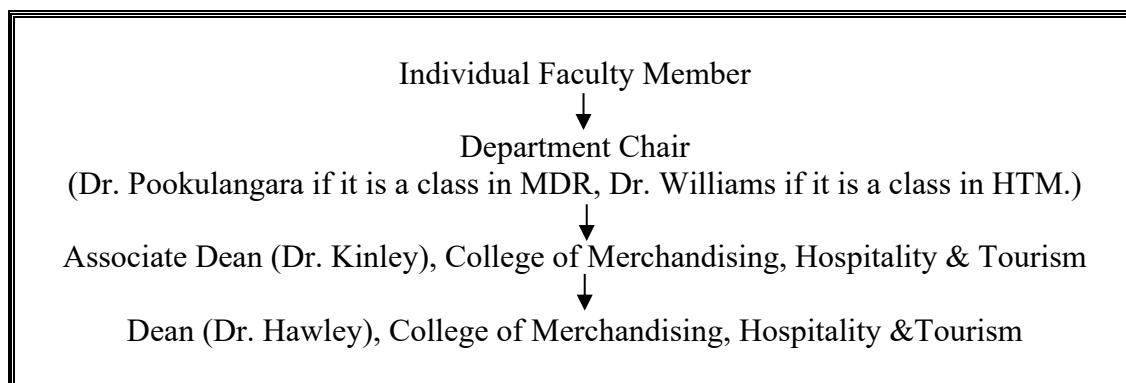 Individual Faculty Member
Department Chair
(Dr. Pookulangara if it is a class in MDR, Dr. Williams if it is a class in HTM.)
Associate Dean (Dr. Kinley), College of Merchandising, Hospitality & Tourism
Dean (Dr. Hawley), College of Merchandising, Hospitality &Tourism